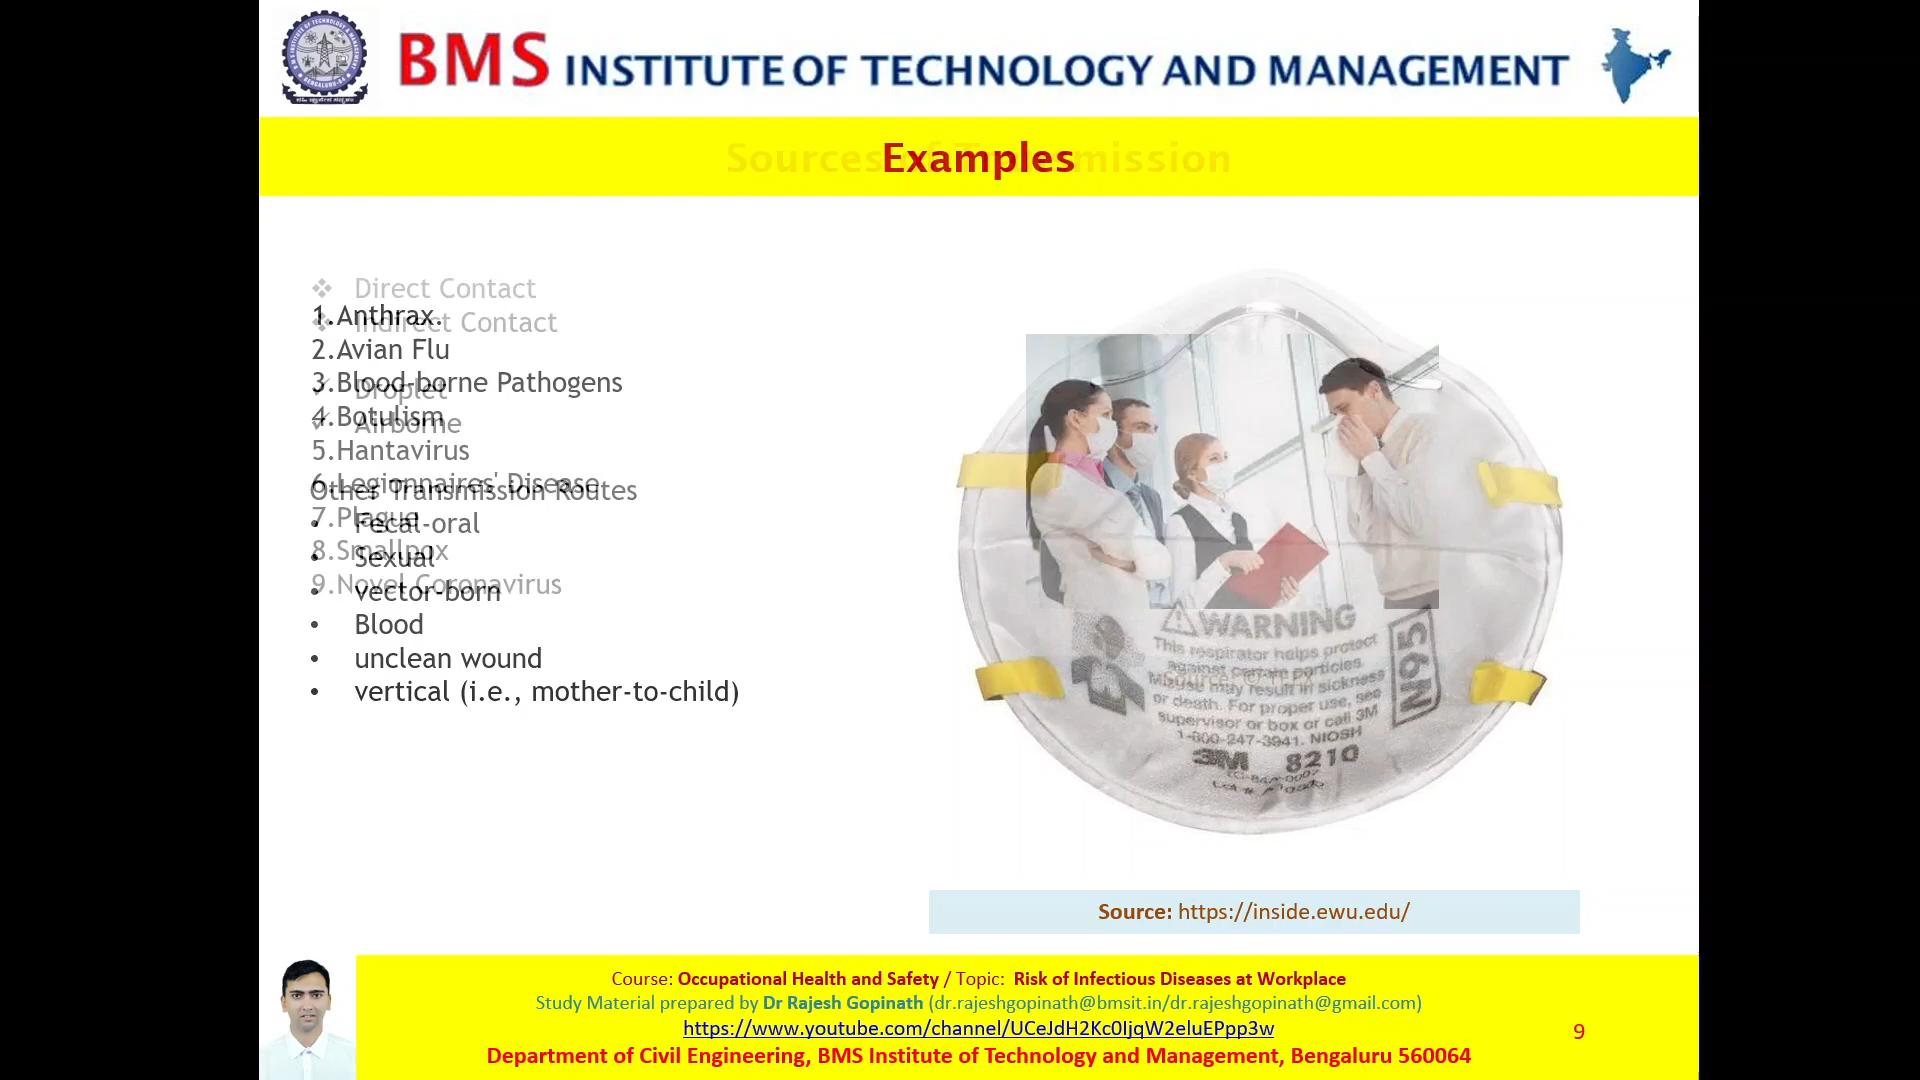 BMS INSTITUTE OF TECHNOLOGY AND MANAGEMENT
Sources of Transmission
Examples
Direct Contact
1.Anthrax.
Indirect Contact
2.Avian Flu
3.Blood-borne Pathogens
Droplet
4.Botulism
Airborne
5.Hantavirus
6.Legionnaires' Disease
Other Transmission Routes
7.Plague
• Fecal-oral
8.Smallpox
• Sexual
9.Novel Coronavirus
• vector-born
• Blood
• unclean wound
• vertical (i.e., mother-to-child)
WARNING
This respirator helps protect
against certain particles.
Misuse may result in sickness
or death. For proper use, see
supervisor or box or call 3M
1-800-247-3941. NIOSH
N95
3M 8210
Source:
Source: https://inside.ewu.edu/
Course: Occupational Health and Safety / Topic: Risk of Infectious Diseases at Workplace
Study Material prepared by Dr Rajesh Gopinath (dr.rajeshgopinath@bmsit.in/dr.rajeshgopinath@gmail.com)
https://www.youtube.com/channel/UCeJdH2Kc0IjqW2eluEPpp3w
9
Department of Civil Engineering, BMS Institute of Technology and Management, Bengaluru 560064